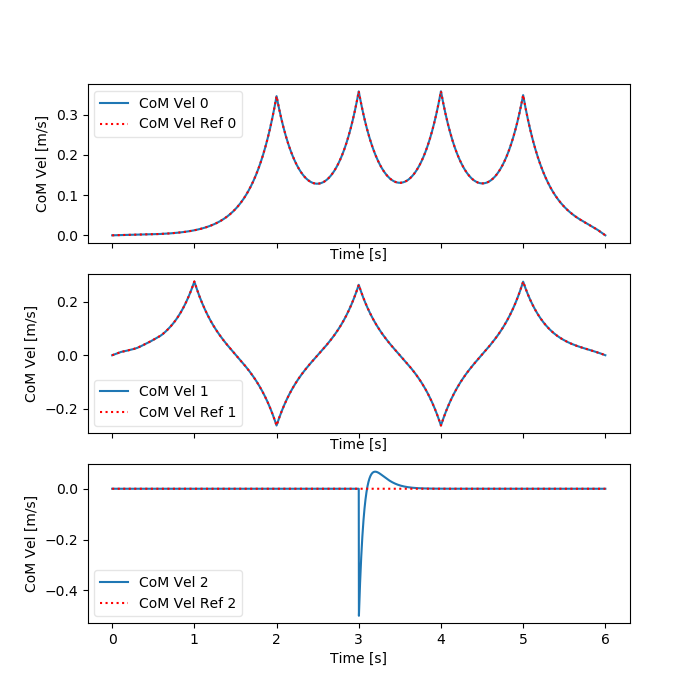 CoM Vel [m/s]
0.3
0.2
0.1
0.0
CoM Vel 0
CoM Vel Ref 0
Time [s]
CoM Vel [m/s]
0.2
0.0
−0.2
CoM Vel 1
CoM Vel Ref 1
Time [s]
CoM Vel [m/s]
0.0
−0.2
−0.4
CoM Vel 2
CoM Vel Ref 2
0 1 2 3 4 5 6
Time [s]